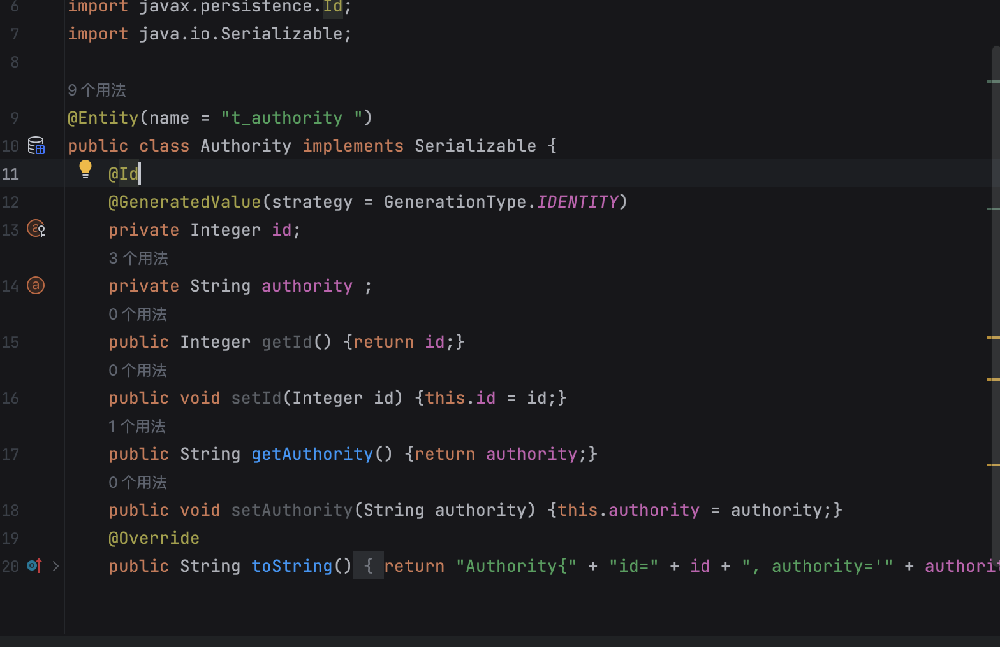 6 import javax.persistence.Id;
7 import java.io.Serializable;
8
9 个用法
9 @Entity(name = "t_authority ")
10 public class Authority implements Serializable {
11 @Id
12 @GeneratedValue(strategy = GenerationType.IDENTITY)
13 private Integer id;
3 个用法
14 private String authority ;
0 个用法
15 public Integer getId() {return id;}
0 个用法
16 public void setId(Integer id) {this.id = id;}
1 个用法
17 public String getAuthority() {return authority;}
0 个用法
18 public void setAuthority(String authority) {this.authority = authority;}
19 @Override
20 public String toString() { return "Authority{" + "id=" + id + ", authority='" + authori